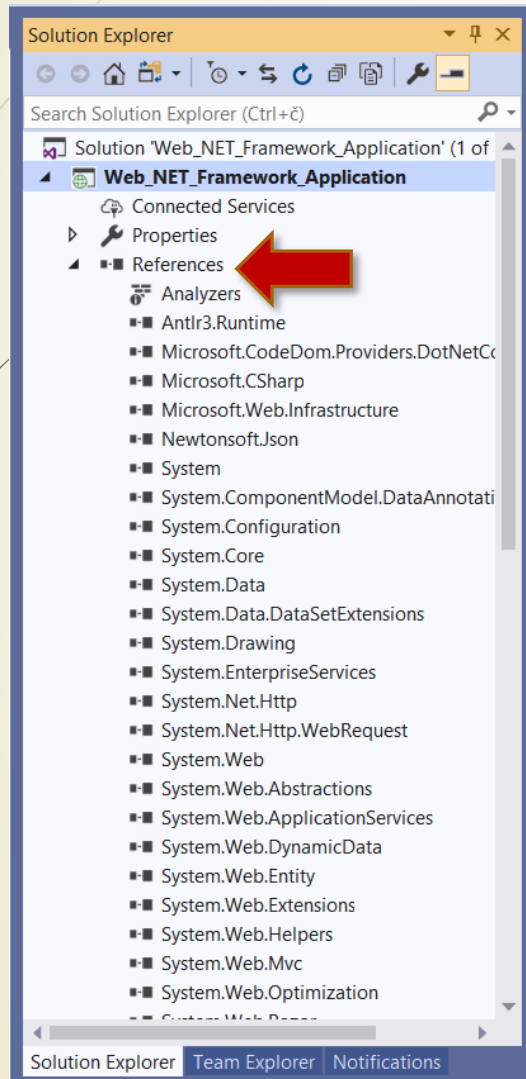 Solution Explorer
Search Solution Explorer (Ctrl+č)
Solution 'Web_NET_Framework_Application' (1 of
Web_NET_Framework_Application
Connected Services
Properties
References
Analyzers
Antlr3.Runtime
Microsoft.CodeDom.Providers.DotNetCo
Microsoft.CSharp
Microsoft.Web.Infrastructure
Newtonsoft.Json
System
System.ComponentModel.DataAnnotati
System.Configuration
System.Core
System.Data
System.Data.DataSetExtensions
System.Drawing
System.EnterpriseServices
System.Net.Http
System.Net.Http.WebRequest
System.Web
System.Web.Abstractions
System.Web.ApplicationServices
System.Web.DynamicData
System.Web.Entity
System.Web.Extensions
System.Web.Helpers
System.Web.Mvc
System.Web.Optimization
Solution Explorer Team Explorer Notifications